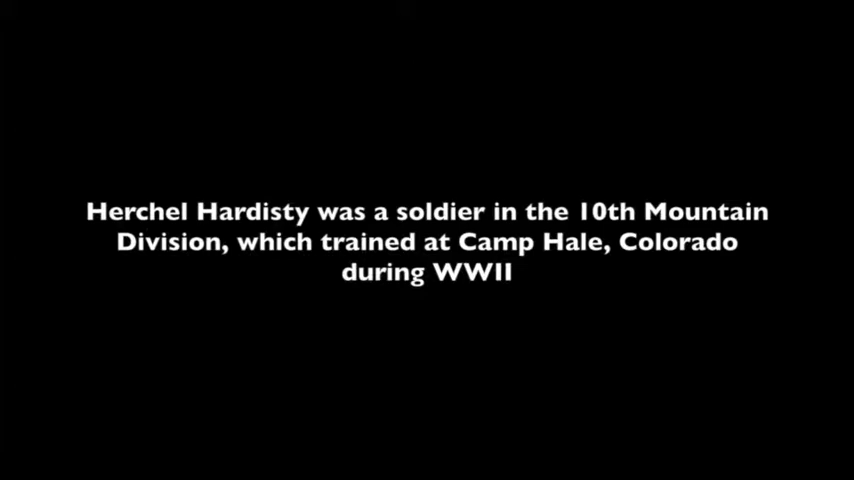 Herchel Hardisty was a soldier in the 10th Mountain
Division, which trained at Camp Hale, Colorado
during WWII